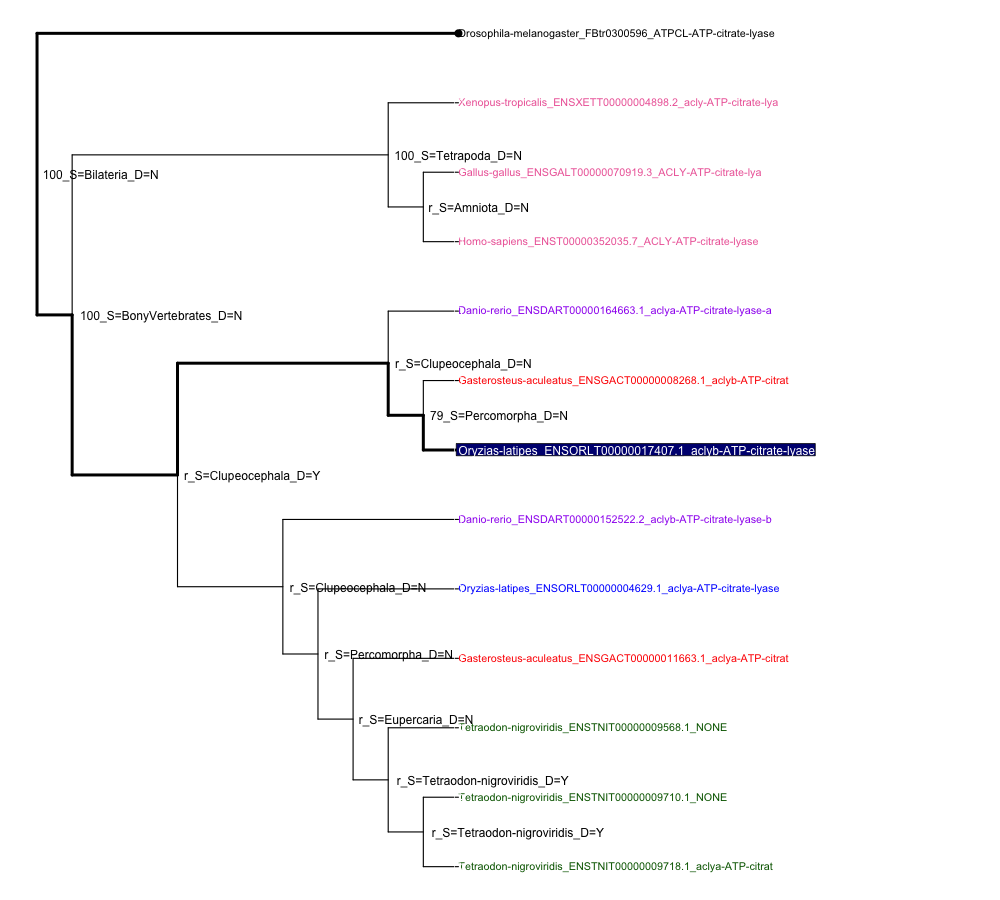 Drosophila-melanogaster_FBtr0300596_ATPCL-ATP-citrate-lyase
Xenopus-tropicalis_ENSXETT00000004898.2_acly-ATP-citrate-lya
100_S=Tetrapoda_D=N
Gallus-gallus_ENSGALT00000070919.3_ACLY-ATP-citrate-lya
100_S=Bilateria_D=N
r_S=Amniota_D=N
Homo-sapiens_ENST00000352035.7_ACLY-ATP-citrate-lyase
Danio-rerio_ENSDART00000164663.1_aclya-ATP-citrate-lyase-a
100_S=BonyVertebrates_D=N
r_S=Clupeocephala_D=N
Gasterosteus-aculeatus_ENSGACT00000008268.1_aclyb-ATP-citrat
79_S=Percomorpha_D=N
Oryzias-latipes_ENSORLT00000017407.1_aclyb-ATP-citrate-lyase
r_S=Clupeocephala_D=Y
Danio-rerio_ENSDART00000152522.2_aclyb-ATP-citrate-lyase-b
r_S=Clupeocephala_D=N
Oryzias-latipes_ENSORLT00000004629.1_aclya-ATP-citrate-lyase
r_S=Percomorpha_D=N
Gasterosteus-aculeatus_ENSGACT00000011663.1_aclya-ATP-citrat
r_S=Eupercaria_D=N
Tetraodon-nigroviridis_ENSTNIT00000009568.1_NONE
r_S=Tetraodon-nigroviridis_D=Y
Tetraodon-nigroviridis_ENSTNIT00000009710.1_NONE
r_S=Tetraodon-nigroviridis_D=Y
Tetraodon-nigroviridis_ENSTNIT00000009718.1_aclya-ATP-citrat